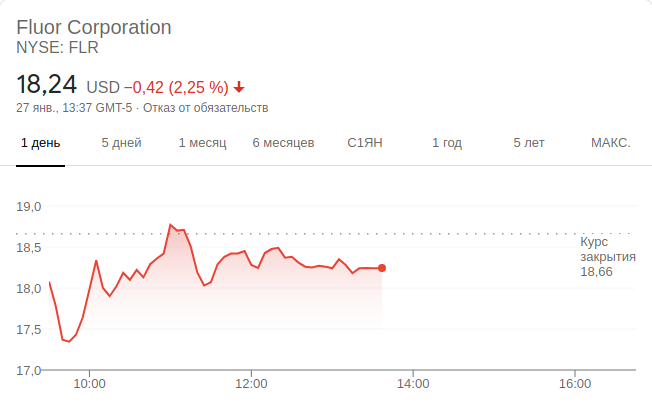 Fluor Corporation
NYSE: FLR
18,24 USD −0,42 (2,25 %)
27 янв., 13:37 GMT-5 · Отказ от обязательств
1 день 5 дней 1 месяц 6 месяцев С1ЯН 1 год 5 лет МАКС.
19,0
18,5
18,0
17,5
17,0
Курс
закрытия
18,66
10:00 12:00 14:00 16:00